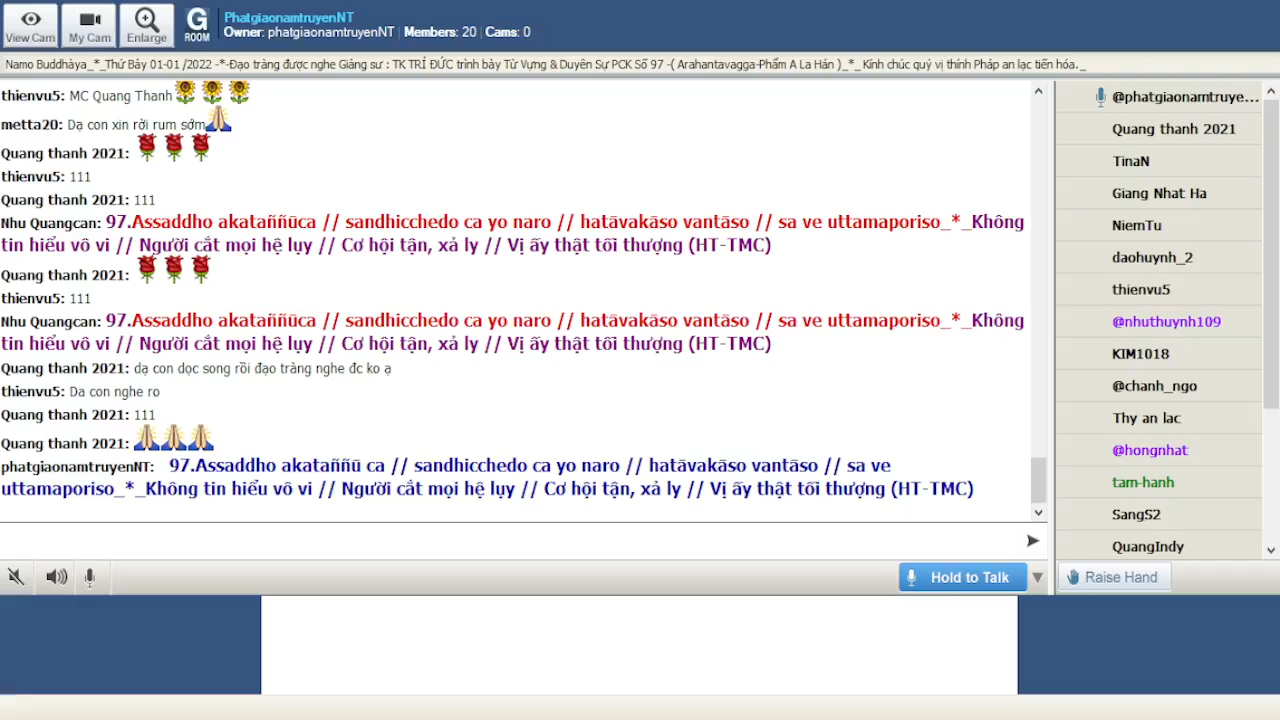 View Cam
My Cam
Enlarge
G
ROOM
PhatgiaonamtruyenNT
Owner: phatgiaonamtruyenNT | Members: 20 | Cams: 0
Namo Buddhàya_*_Thứ Bảy 01-01 /2022 -*-Đạo tràng được nghe Giảng sư : TK TRÍ ĐỨC trình bày Từ Vựng & Duyên Sự PCK Số 97 -( Arahantavagga-Phẩm A La Hán )_*_ Kính chúc quý vị thính Pháp an lạc tiến hóa._
thienvu5: MC Quang Thanh
metta20: Dạ con xin rời rum sớm
Quang thanh 2021:
thienvu5: 111
Quang thanh 2021: 111
Nhu Quangcan: 97.Assaddho akataññūca // sandhicchedo ca yo naro // hatāvakāso vantāso // sa ve uttamaporiso_*_Không
tin hiểu vô vi // Người cắt mọi hệ lụy // Cơ hội tận, xả ly // Vị ấy thật tối thượng (HT-TMC)
Quang thanh 2021:
thienvu5: 111
Nhu Quangcan: 97.Assaddho akataññūca // sandhicchedo ca yo naro // hatāvakāso vantāso // sa ve uttamaporiso_*_Không
tin hiểu vô vi // Người cắt mọi hệ lụy // Cơ hội tận, xả ly // Vị ấy thật tối thượng (HT-TMC)
Quang thanh 2021: dạ con dọc song rồi đạo tràng nghe đc ko ạ
thienvu5: Da con nghe ro
Quang thanh 2021: 111
Quang thanh 2021:
phatgiaonamtruyenNT: 97.Assaddho akataññū ca // sandhicchedo ca yo naro // hatāvakāso vantāso // sa ve
uttamaporiso_*_Không tin hiểu vô vi // Người cắt mọi hệ lụy // Cơ hội tận, xả ly // Vị ấy thật tối thượng (HT-TMC)
Hold to Talk
@phatgiaonamtruye...
Quang thanh 2021
TinaN
Giang Nhat Ha
NiemTu
daohuynh_2
thienvu5
@nhuthuynh109
KIM1018
@chanh_ngo
Thy an lac
@hongnhat
tam-hanh
SangS2
QuangIndy
Raise Hand